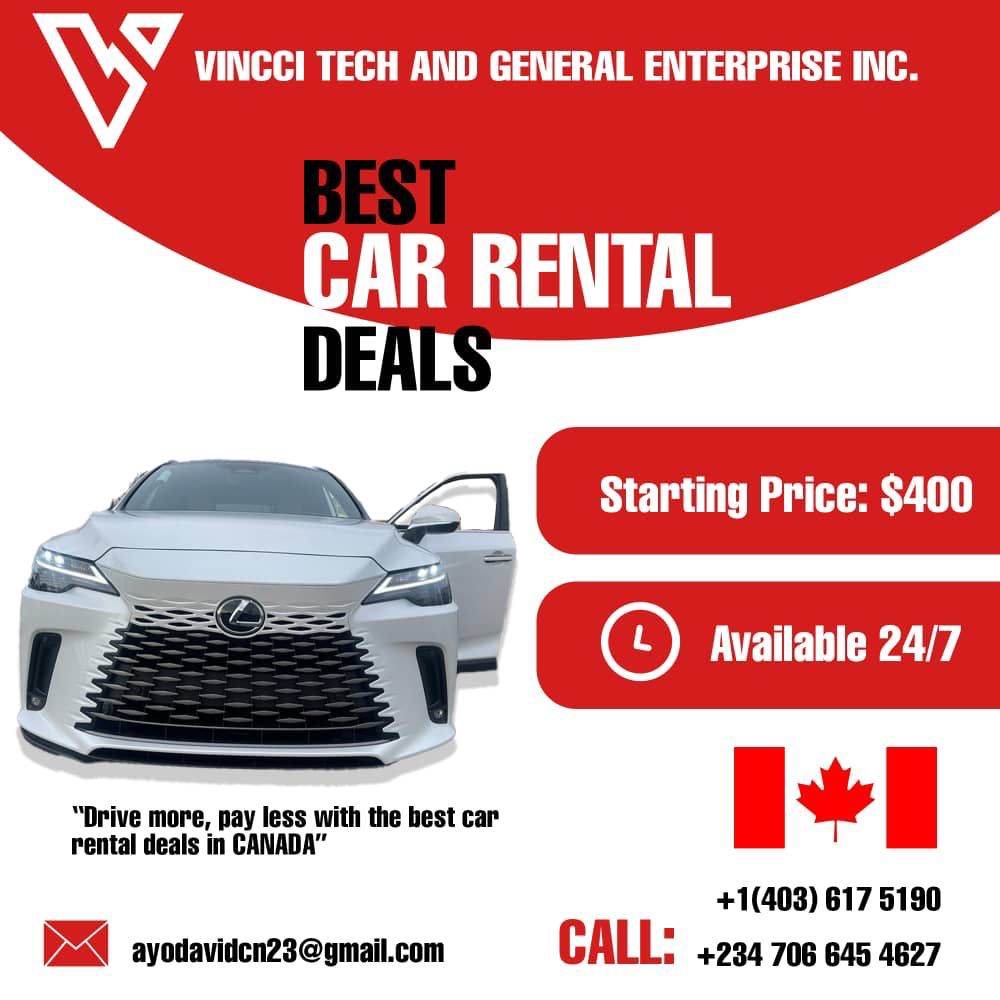 VINCCI TECH AND GENERAL ENTERPRISE INC.
BEST
CAR RENTAL
DEALS
Starting Price: $400
Available 24/7
“Drive more, pay less with the best car
rental deals in CANADA”
+1(403) 617 5190
CALL: +234 706 645 4627
ayodavidcn23@gmail.com